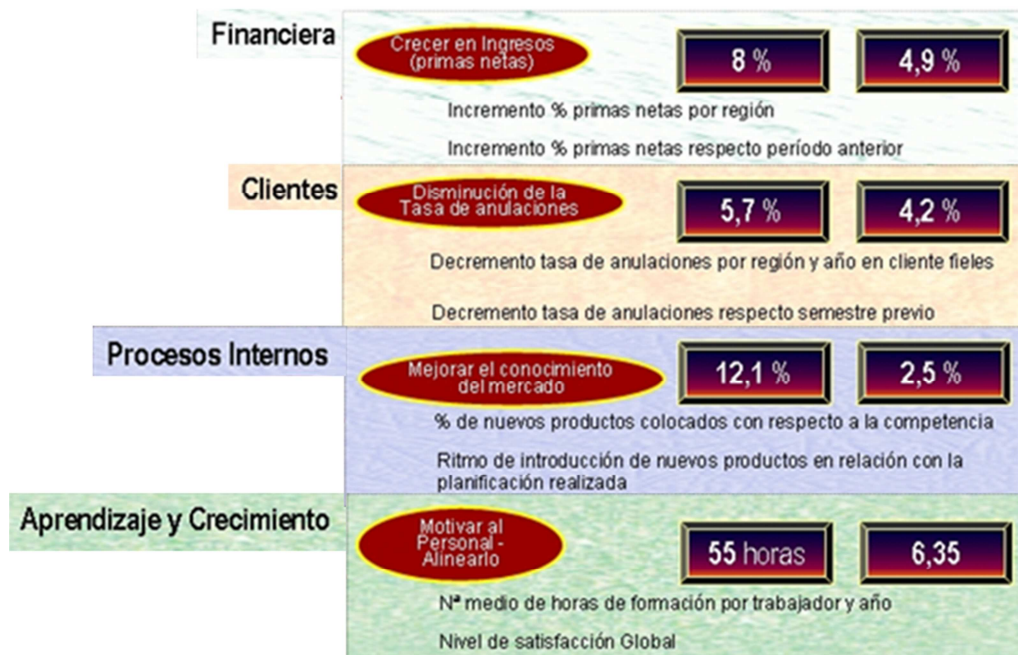 Financiera
Crecer en Ingresos
(primas netas)
8 %
4,9 %
Incremento % primas netas por región
Incremento % primas netas respecto período anterior
Clientes
Disminución de la
Tasa de anulaciones
5,7 %
4,2 %
Decremento tasa de anulaciones por región y año en cliente fieles
Decremento tasa de anulaciones respecto semestre previo
Procesos Internos
Mejorar el conocimiento
del mercado
12,1 %
2,5 %
% de nuevos productos colocados con respecto a la competencia
Ritmo de introducción de nuevos productos en relación con la
planificación realizada
Aprendizaje y Crecimiento
Motivar al
Personal -
Alinearlo
55 horas
6,35
Nª medio de horas de formación por trabajador y año
Nivel de satisfacción Global